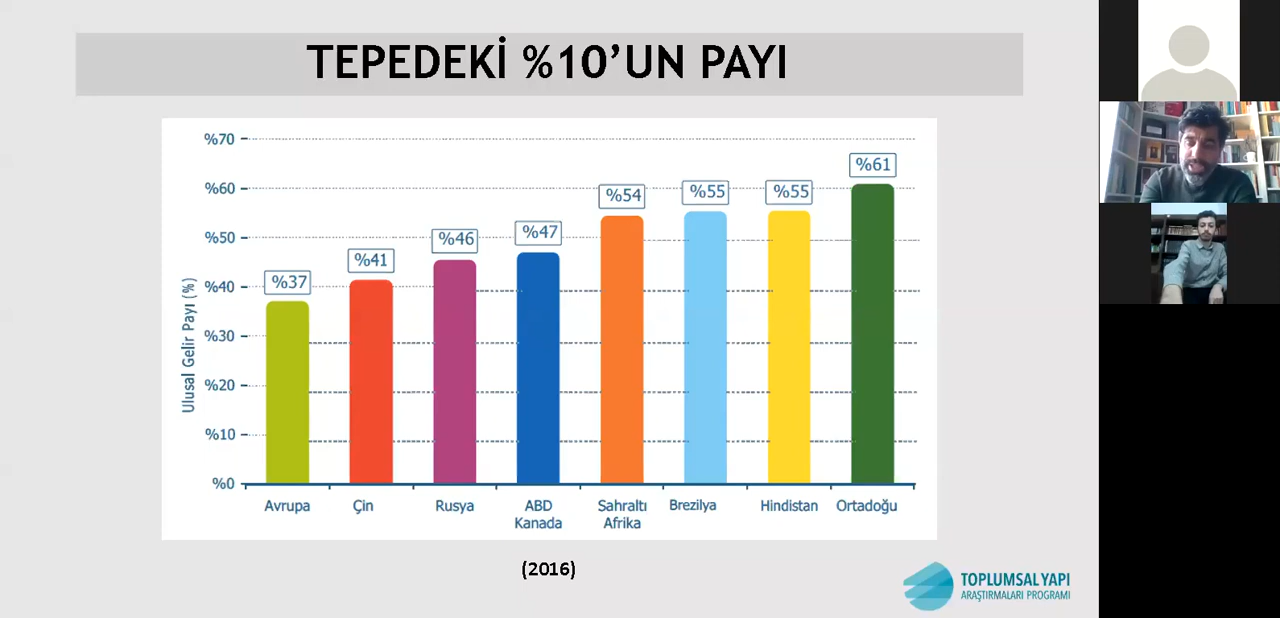 TEPEDEKİ %10’UN PAYI
%70
%60
%50
%40
%30
%20
%10
%0
Ulusal Gelir Payı (%)
%37
%41
%46
%47
%54
%55
%55
%61
Avrupa
Çin
Rusya
ABD
Kanada
Sahraltı
Afrika
Brezilya
Hindistan
Ortadoğu
(2016)
TOPLUMSAL YAPI
ARAŞTIRMALARI PROGRAMI